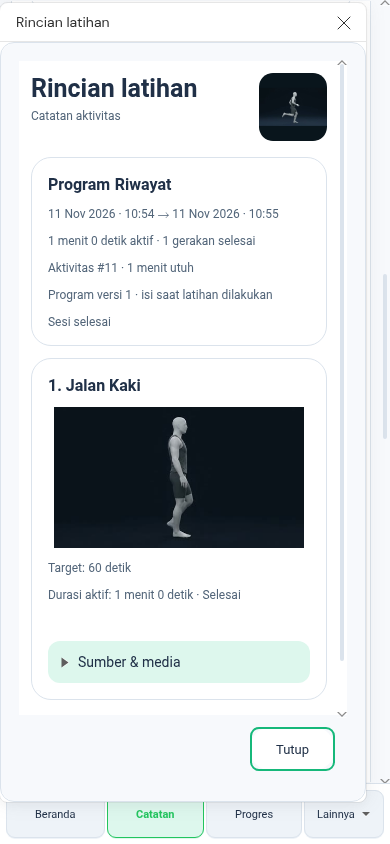 Rincian latihan
Rincian latihan
Catatan aktivitas
Program Riwayat
11 Nov 2026 · 10:54 → 11 Nov 2026 · 10:55
1 menit 0 detik aktif · 1 gerakan selesai
Aktivitas #11 · 1 menit utuh
Program versi 1 · isi saat latihan dilakukan
Sesi selesai
1. Jalan Kaki
Target: 60 detik
Durasi aktif: 1 menit 0 detik · Selesai
Sumber & media
Tutup
Beranda
Catatan
Progres
Lainnya